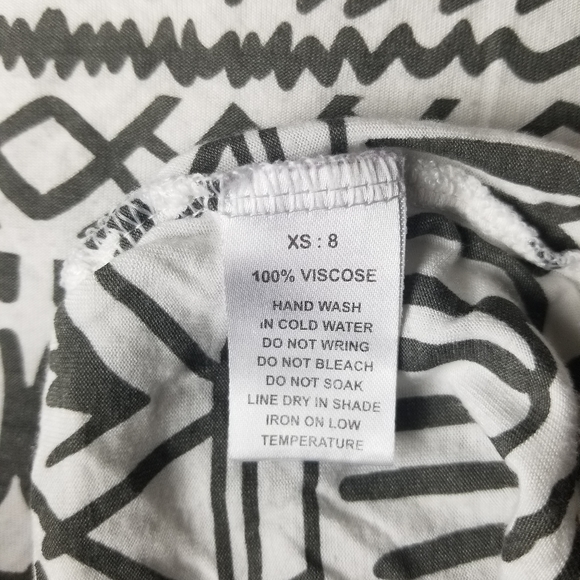 XS : 8
100% VISCOSE
HAND WASH
iN COLD WATER
DO NOT WRING
DO NOT BLEACH
DO NOT SOAK
LINE DRY IN SHADE
IRON ON LOW
TEMPERATURE